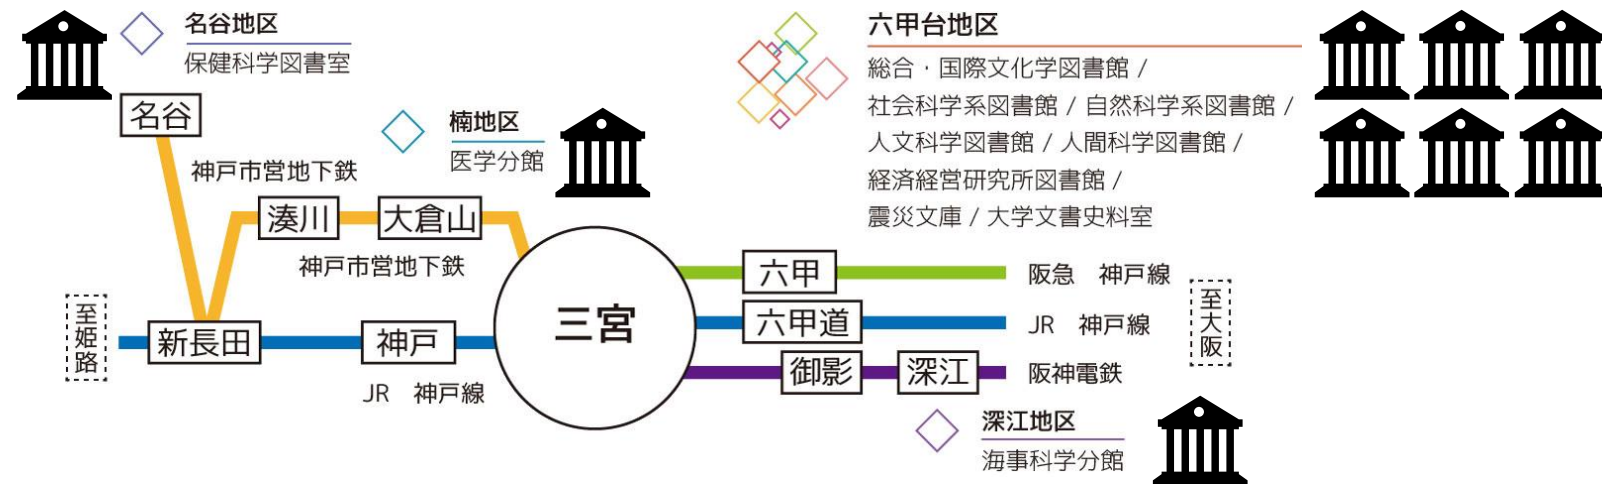 名谷地区
保健科学図書室
名谷
神戸市営地下鉄
楠地区
医学分館
六甲台地区
総合・国際文化学図書館 /
社会科学系図書館 / 自然科学系図書館 /
人文科学図書館 / 人間科学図書館 /
経済経営研究所図書館 /
震災文庫 / 大学文書史料室
湊川
大倉山
神戸市営地下鉄
至姫路
新長田
神戸
JR 神戸線
三宮
六甲
阪急 神戸線
六甲道
JR 神戸線
御影
深江
阪神電鉄
至大阪
深江地区
海事科学分館